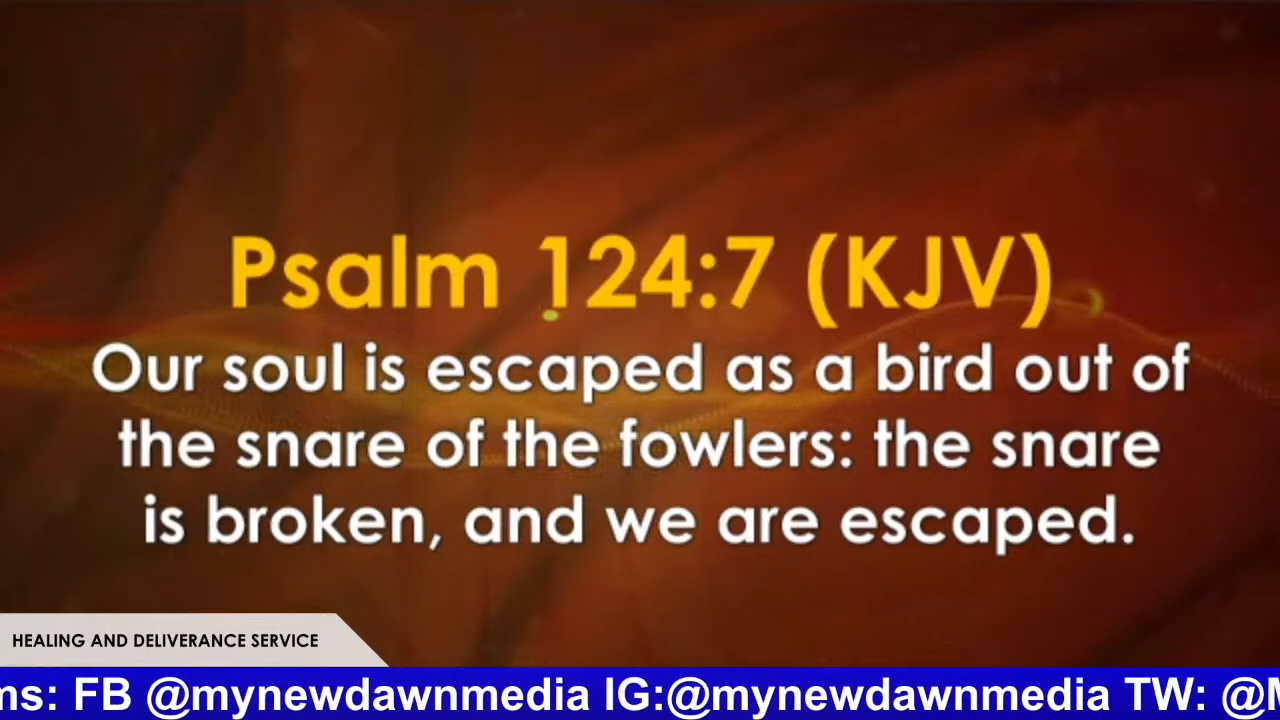 Psalm 124:7 (KJV)
Our soul is escaped as a bird out of
the snare of the fowlers: the snare
is broken, and we are escaped.
HEALING AND DELIVERANCE SERVICE
FB @mynewdawnmedia IG:@mynewdawnmedia TW: